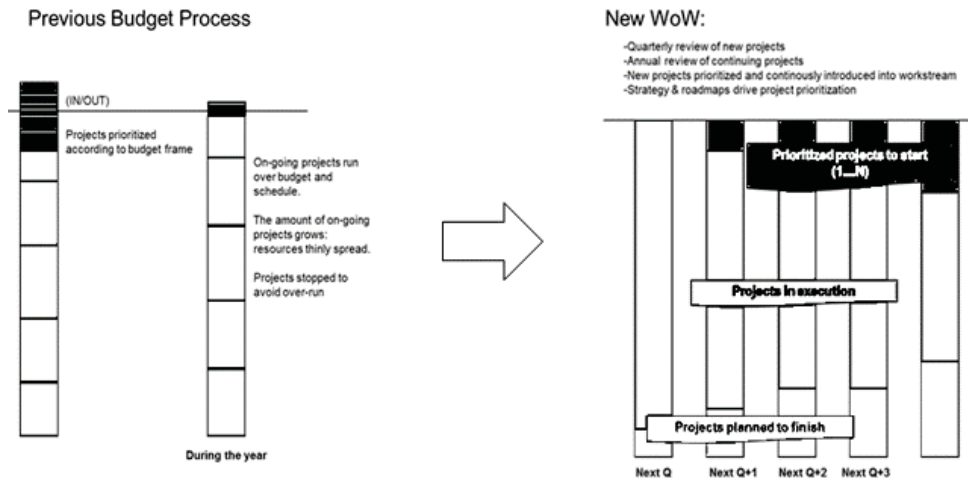 Previous Budget Process
(IN/OUT)
Projects prioritized
according to budget frame
On-going projects run
over budget and
schedule.
The amount of on-going
projects grows:
resources thinly spread.
Projects stopped to
avoid over-run
During the year
New WoW:
-Quarterly review of new projects
-Annual review of continuing projects
-New projects prioritized and continously introduced into workstream
-Strategy & roadmaps drive project prioritization
Prioritized projects to start
(1....N)
Projects in execution
Projects planned to finish
Next Q
Next Q+1
Next Q+2
Next Q+3